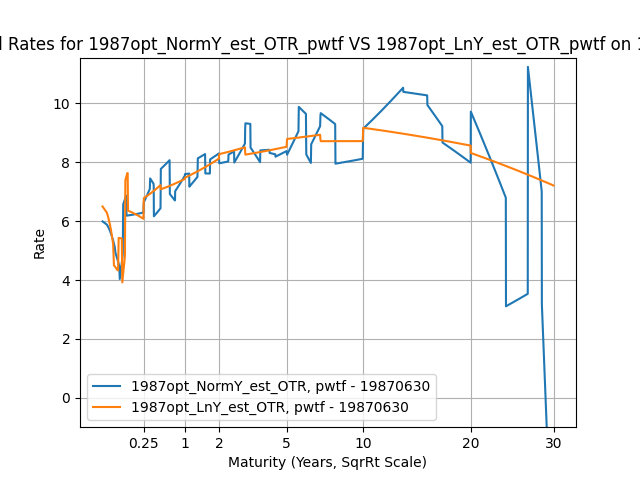 l Rates for 1987opt_NormY_est_OTR_pwtf VS 1987opt_LnY_est_OTR_pwtf on 1
10
8
6
4
2
0
Rate
1987opt_NormY_est_OTR, pwtf - 19870630
1987opt_LnY_est_OTR, pwtf - 19870630
0.25 1 2 5 10 20 30
Maturity (Years, SqrRt Scale)